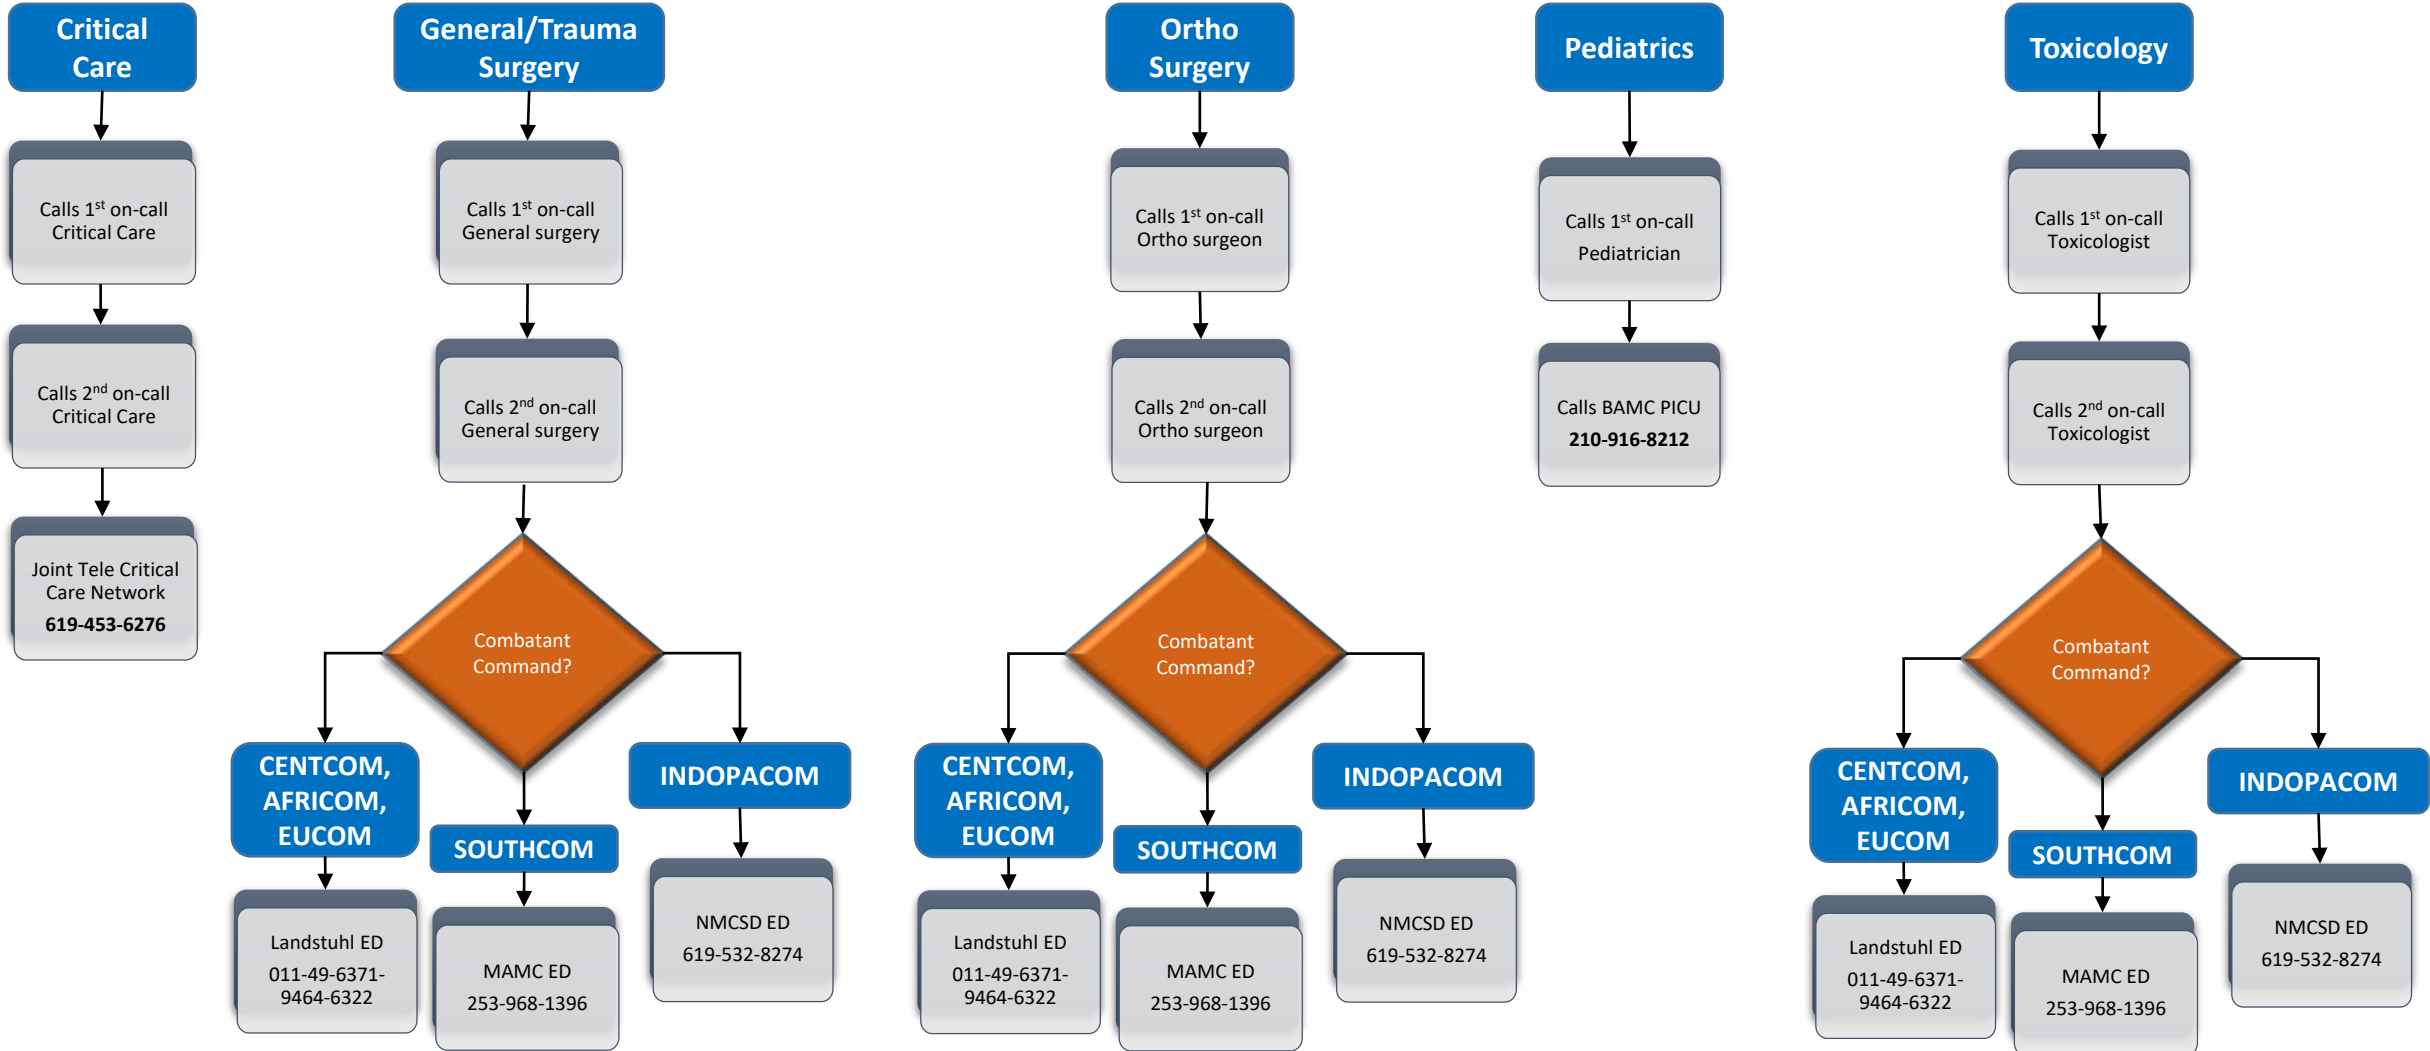 Critical
Care
Calls 1st on-call
Critical Care
Calls 2nd on-call
Critical Care
Joint Tele Critical
Care Network
619-453-6276
General/Trauma
Surgery
Calls 1st on-call
General surgery
Calls 2nd on-call
General surgery
Combatant
Command?
CENTCOM,
AFRICOM,
EUCOM
Landstuhl ED
011-49-6371-
9464-6322
SOUTHCOM
MAMC ED
253-968-1396
INDOPACOM
NMCSD ED
619-532-8274
Ortho
Surgery
Calls 1st on-call
Ortho surgeon
Calls 2nd on-call
Ortho surgeon
Combatant
Command?
CENTCOM,
AFRICOM,
EUCOM
Landstuhl ED
011-49-6371-
9464-6322
SOUTHCOM
MAMC ED
253-968-1396
INDOPACOM
NMCSD ED
619-532-8274
Pediatrics
Calls 1st on-call
Pediatrician
Calls BAMC PICU
210-916-8212
Toxicology
Calls 1st on-call
Toxicologist
Calls 2nd on-call
Toxicologist
Combatant
Command?
CENTCOM,
AFRICOM,
EUCOM
Landstuhl ED
011-49-6371-
9464-6322
SOUTHCOM
MAMC ED
253-968-1396
INDOPACOM
NMCSD ED
619-532-8274